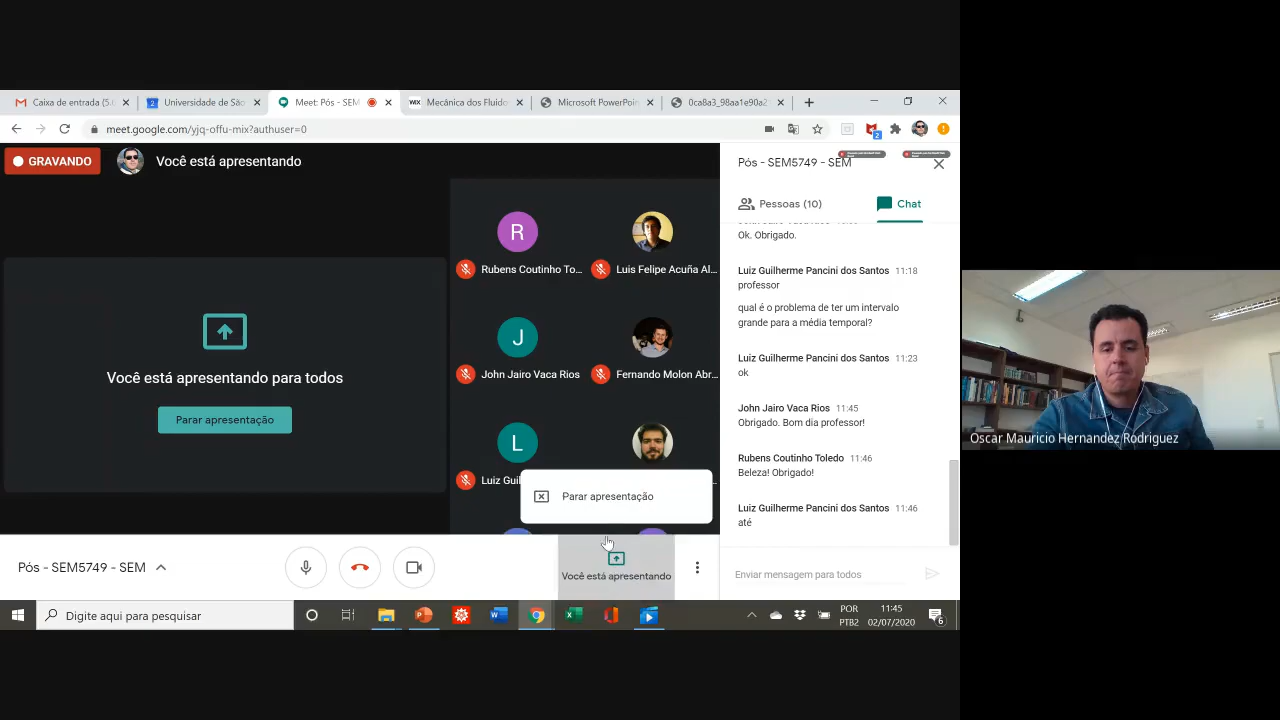 Caixa de entrada (5.
Universidade de São
Meet: Pós - SEM
Mecânica dos Fluido
Microsoft PowerPoin
0ca8a3_98aa1e90a2
meet.google.com/yjq-offu-mix?authuser=0
GRAVANDO
Você está apresentando
Você está apresentando para todos
Parar apresentação
R
Rubens Coutinho To...
Luis Felipe Acuña Al...
J
John Jairo Vaca Rios
Fernando Molon Abr...
L
Luiz Guil
Parar apresentação
Pós - SEM5749 - SEM
Você está apresentando
Pós - SEM5749 - SEM
Pessoas (10)
Chat
Ok. Obrigado.
Luiz Guilherme Pancini dos Santos 11:18
professor
qual é o problema de ter um intervalo
grande para a média temporal?
Luiz Guilherme Pancini dos Santos 11:23
ok
John Jairo Vaca Rios 11:45
Obrigado. Bom dia professor!
Rubens Coutinho Toledo 11:46
Beleza! Obrigado!
Luiz Guilherme Pancini dos Santos 11:46
até
Enviar mensagem para todos
Oscar Mauricio Hernandez Rodriguez
Digite aqui para pesquisar
POR
PTB2
11:45
02/07/2020
6